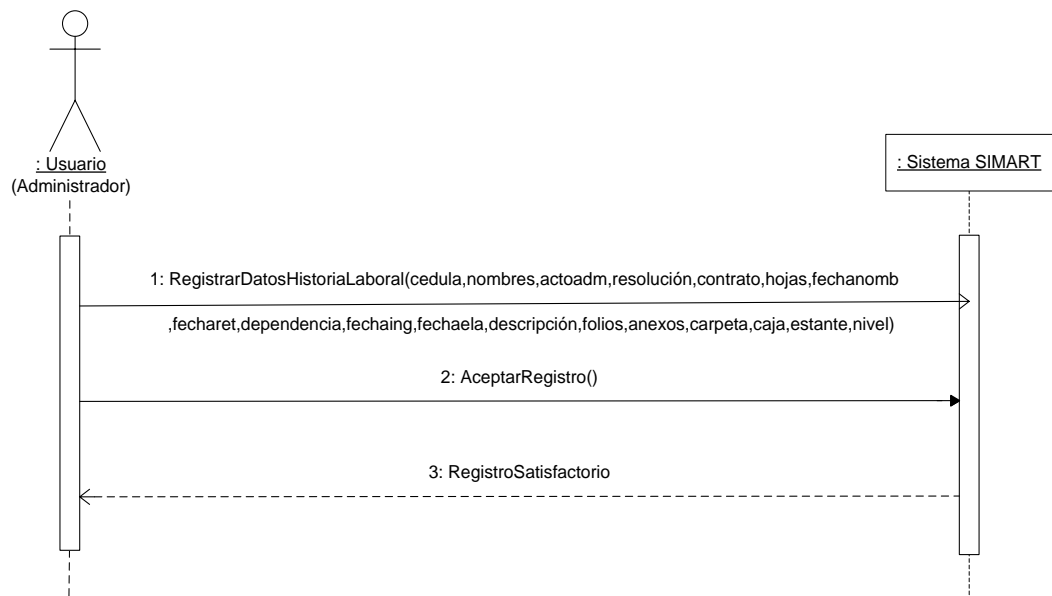 : Usuario
(Administrador)
: Sistema SIMART
1: RegistrarDatosHistoriaLaboral(cedula,nombres,actoadm,resolución,contrato,hojas,fechanomb
,fecharet,dependencia,fechaing,fechaela,descripción,folios,anexos,carpeta,caja,estante,nivel)
2: AceptarRegistro()
3: RegistroSatisfactorio